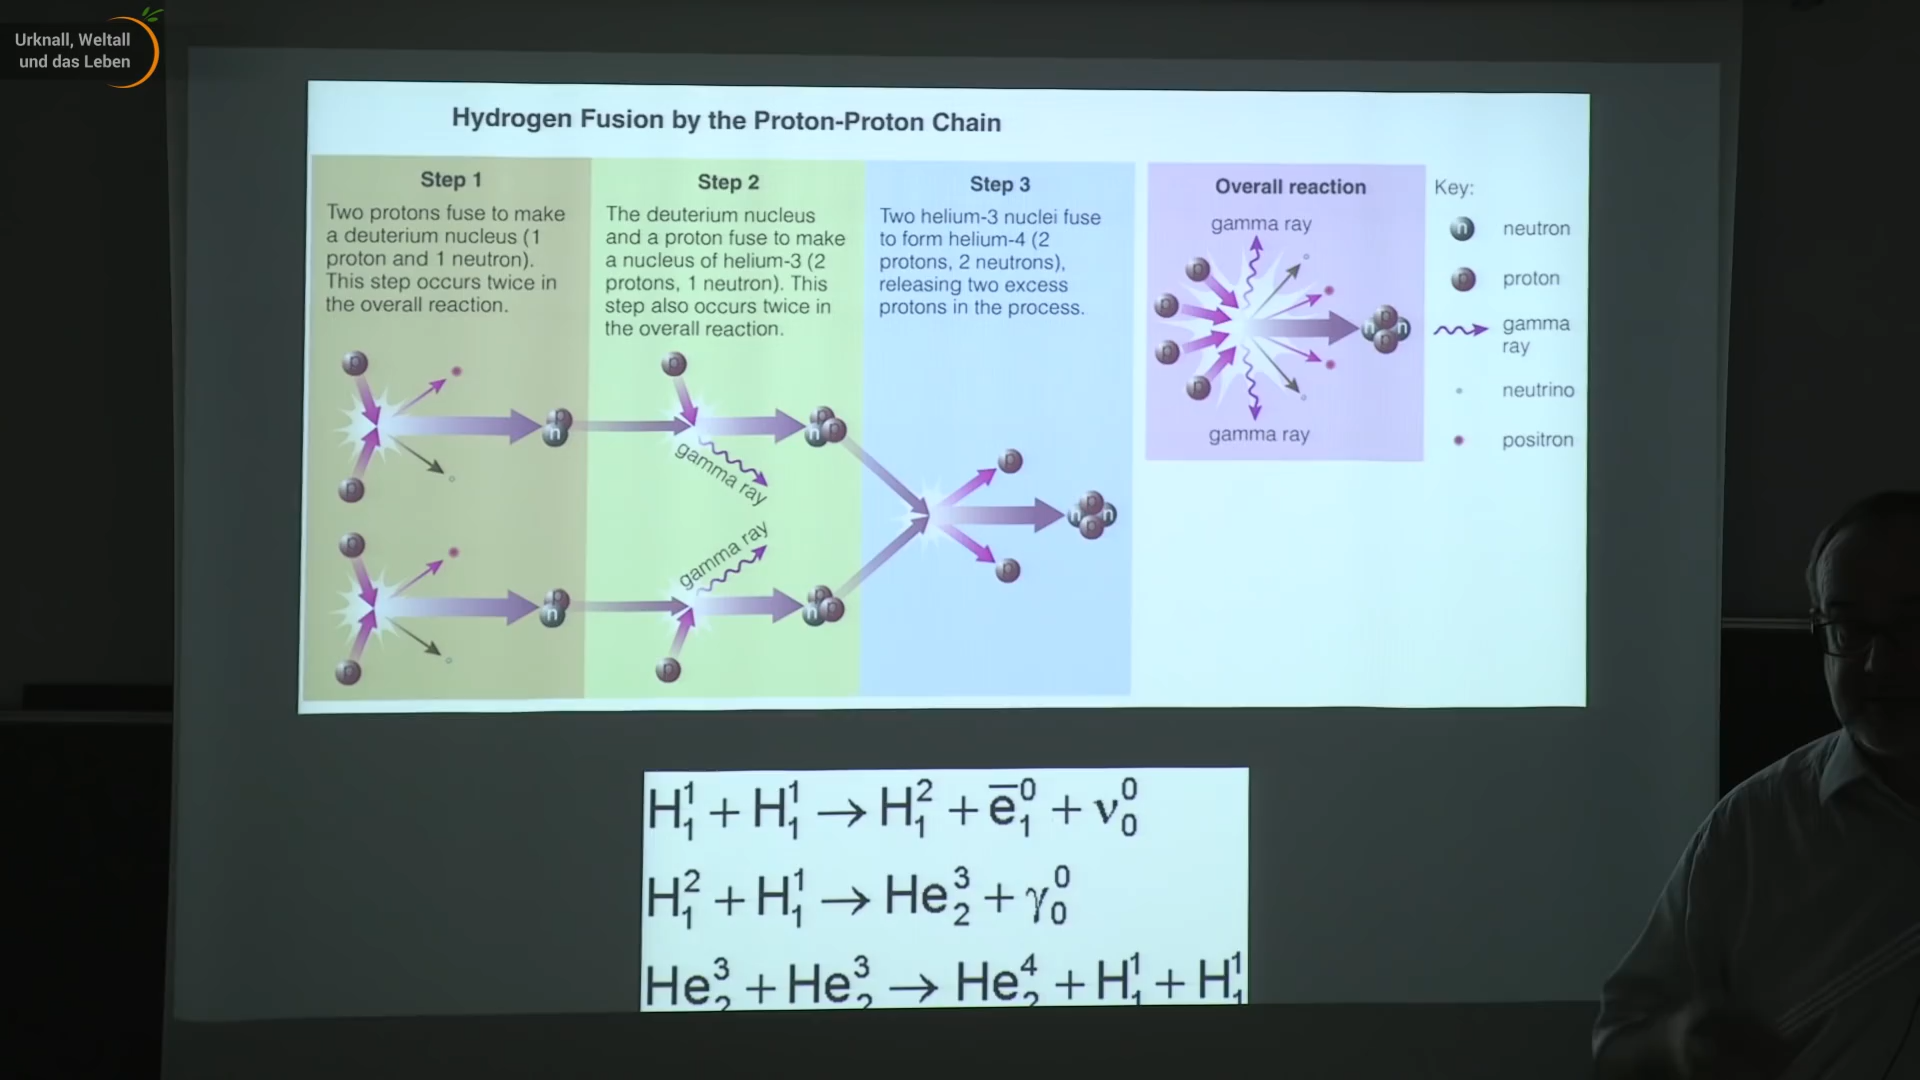 Urknall, Weltall
und das Leben
Hydrogen Fusion by the Proton-Proton Chain
Step 1
Two protons fuse to make
a deuterium nucleus (1
proton and 1 neutron).
This step occurs twice in
the overall reaction.
p
p
n
p
p
p
n
p
Step 2
The deuterium nucleus
and a proton fuse to make
a nucleus of helium-3 (2
protons, 1 neutron). This
step also occurs twice in
the overall reaction.
p
gamma ray
p
n p
gamma ray
p
n p
p
Step 3
Two helium-3 nuclei fuse
to form helium-4 (2
protons, 2 neutrons),
releasing two excess
protons in the process.
p
p
n n
p
p
Overall reaction
gamma ray
p
p
p
p
p
n n
p
gamma ray
Key:
n neutron
p proton
gamma
ray
neutrino
positron
H₁¹ + H₁¹ → H₁² + e̅₁⁰ + ν₀⁰
H₁² + H₁¹ → He₂³ + γ₀⁰
He₂³ + He₂³ → He₂⁴ + H₁¹ + H₁¹